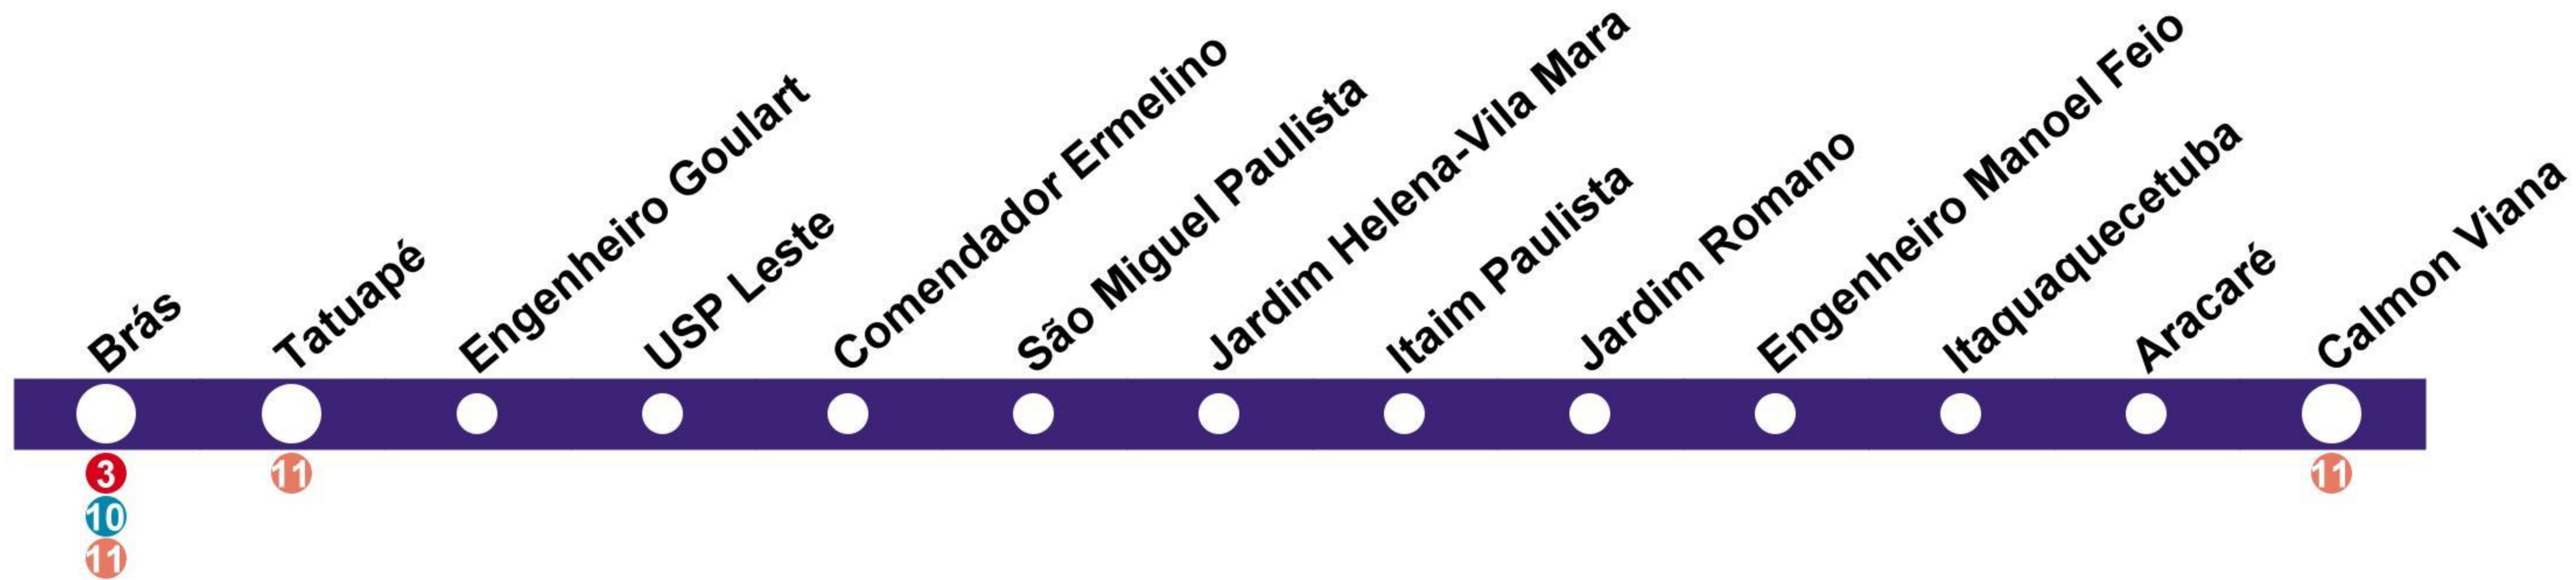 Brás
Tatuapé
Engenheiro Goulart
USP Leste
Comendador Ermelino
São Miguel Paulista
Jardim Helena-Vila Mara
Itaim Paulista
Jardim Romano
Engenheiro Manoel Feio
Itaquaquecetuba
Aracaré
Calmon Viana
3
10
11
11
11